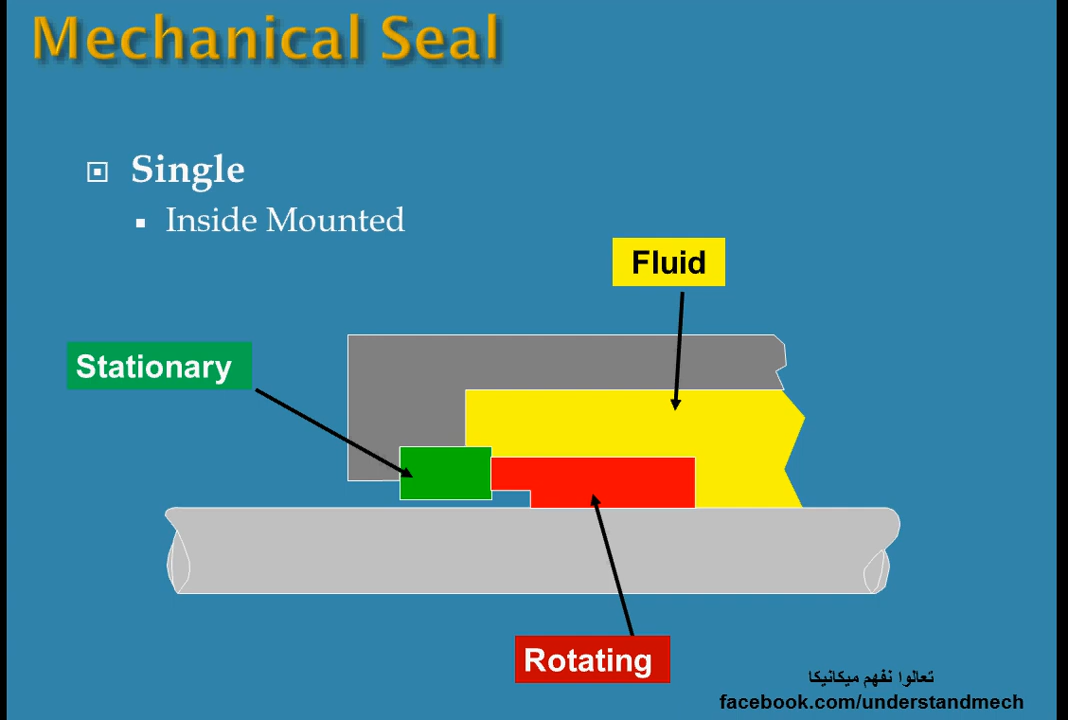 Mechanical Seal
Single
Inside Mounted
Fluid
Stationary
Rotating
تعالوا نفهم ميكانيكا
facebook.com/understandmech